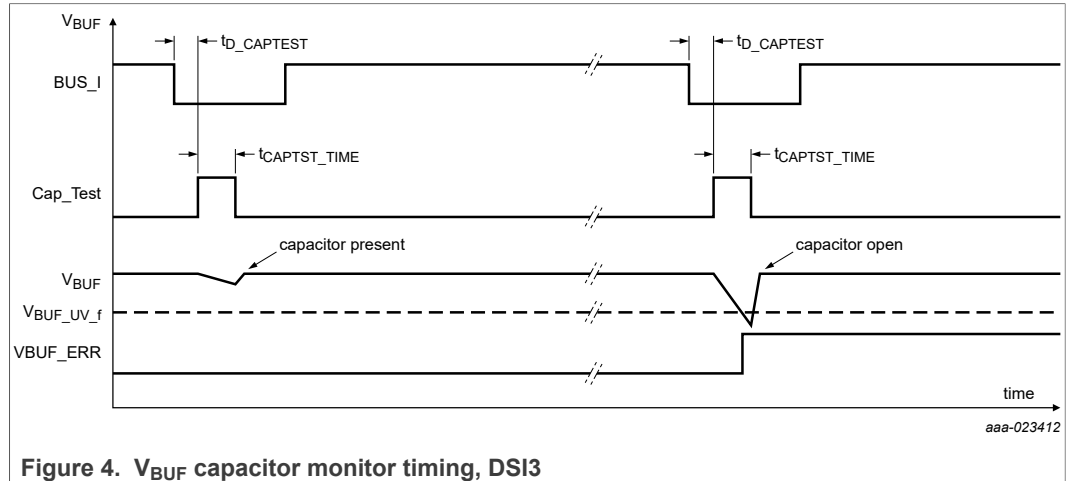 VBUF
tD_CAPTEST
tD_CAPTEST
BUS_I
tCAPTST_TIME
tCAPTST_TIME
Cap_Test
capacitor present
capacitor open
VBUF
VBUF_UV_f
VBUF_ERR
time
aaa-023412
Figure 4. VBUF capacitor monitor timing, DSI3